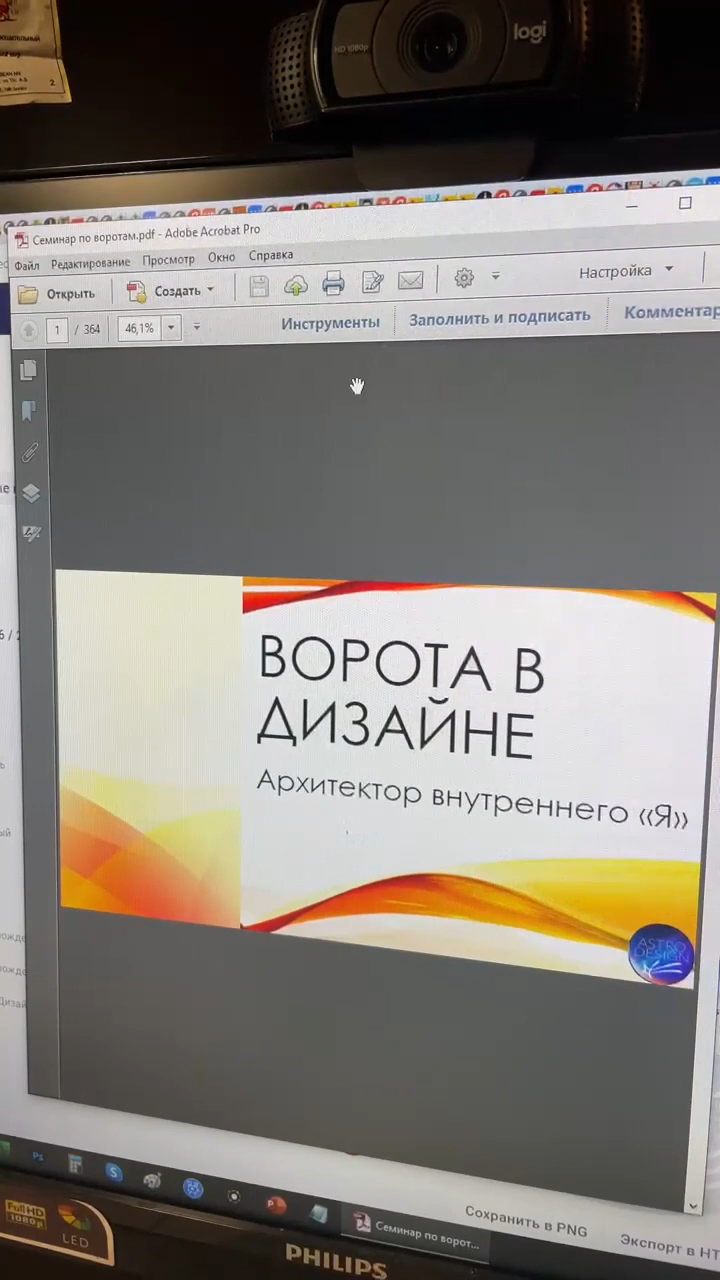 2
HD 1080p
logi
Семинар по воротам.pdf - Adobe Acrobat Pro
Файл Редактирование Просмотр Окно Справка
Открыть Создать Настройка
1 / 364 46,1% Инструменты Заполнить и подписать Комментар
ВОРОТА В
ДИЗАЙНЕ
Архитектор внутреннего «Я»
ASTRO
DESIGN
Сохранить в PNG
Экспорт в HT
Семинар по ворот...
Full HD
1080p
LED
PHILIPS